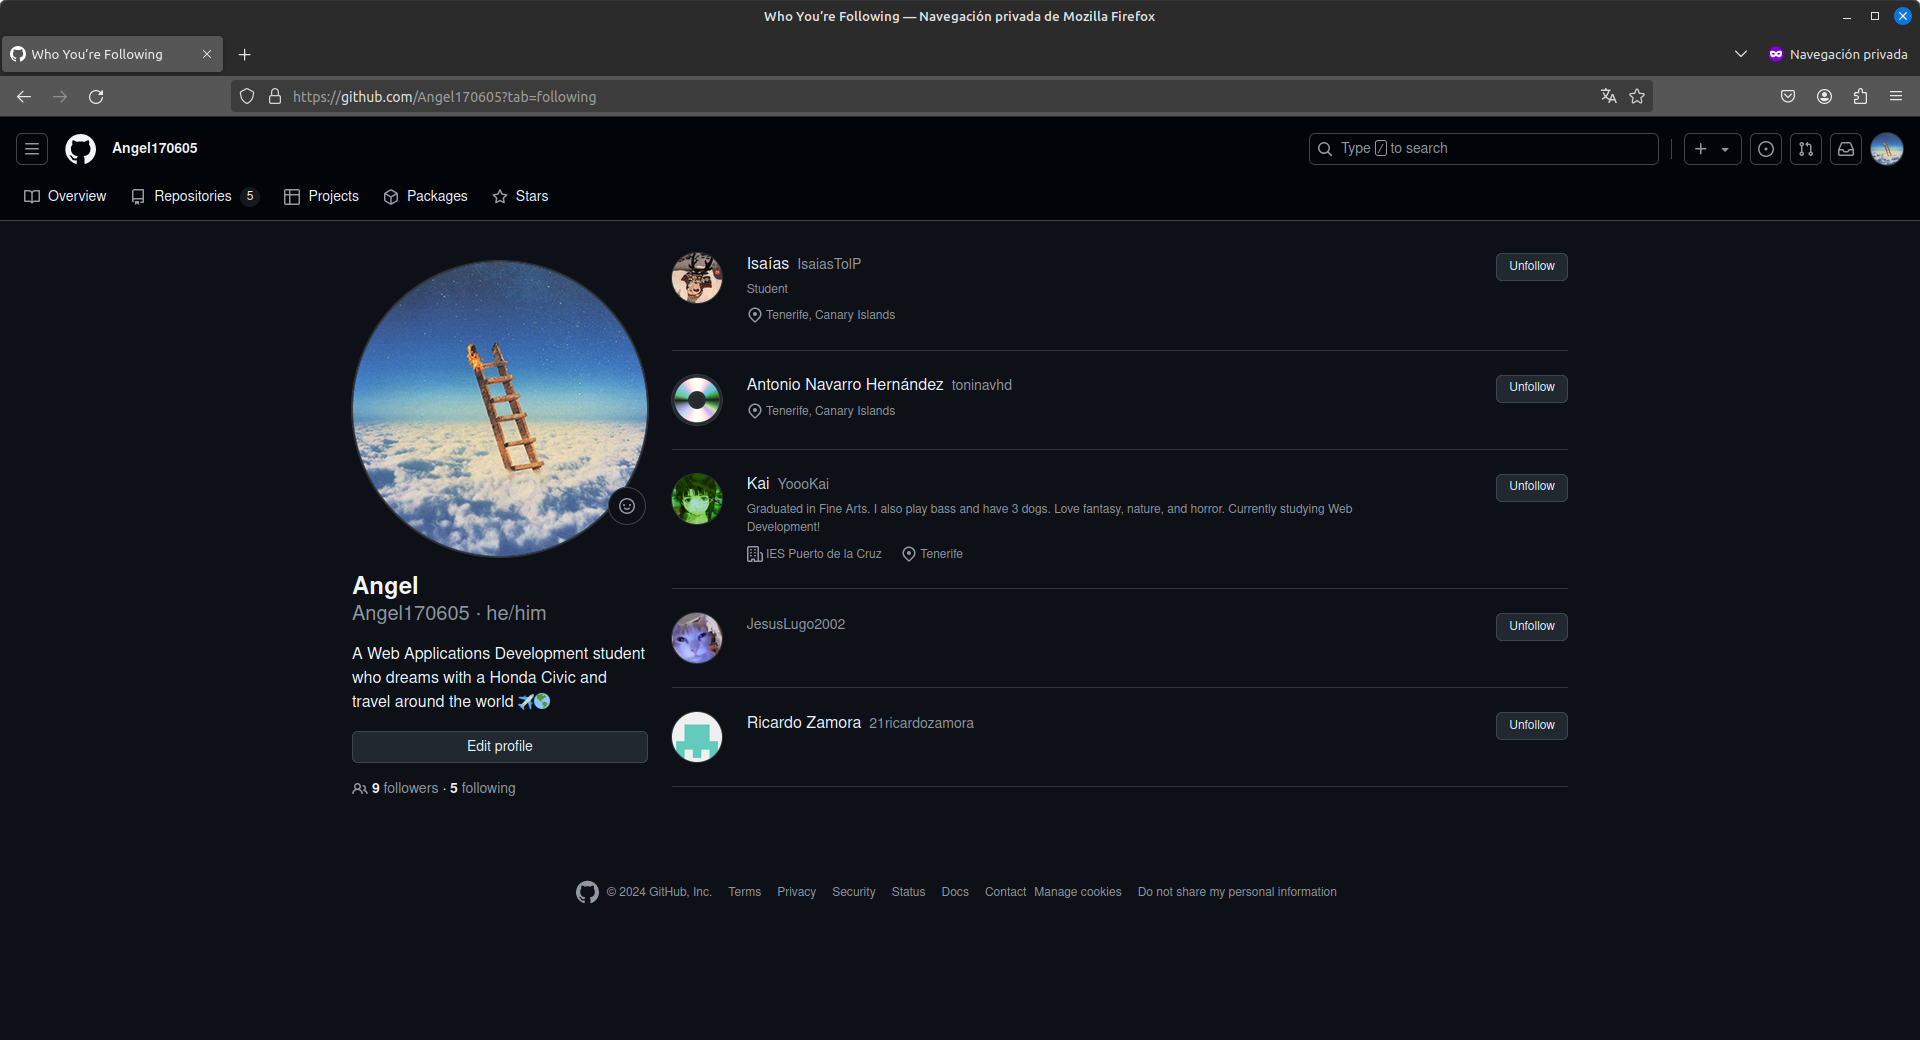 Who You’re Following — Navegación privada de Mozilla Firefox
Who You’re Following
Navegación privada
https://github.com/Angel170605?tab=following
Angel170605
Type / to search
Overview
Repositories 5
Projects
Packages
Stars
Angel
Angel170605 · he/him
A Web Applications Development student
who dreams with a Honda Civic and
travel around the world ✈️🌎
Edit profile
9 followers · 5 following
Isaías IsaiasTolP
Student
Tenerife, Canary Islands
Unfollow
Antonio Navarro Hernández toninavhd
Tenerife, Canary Islands
Unfollow
Kai YoooKai
Graduated in Fine Arts. I also play bass and have 3 dogs. Love fantasy, nature, and horror. Currently studying Web
Development!
IES Puerto de la Cruz Tenerife
Unfollow
JesusLugo2002
Unfollow
Ricardo Zamora 21ricardozamora
Unfollow
© 2024 GitHub, Inc. Terms Privacy Security Status Docs Contact Manage cookies Do not share my personal information